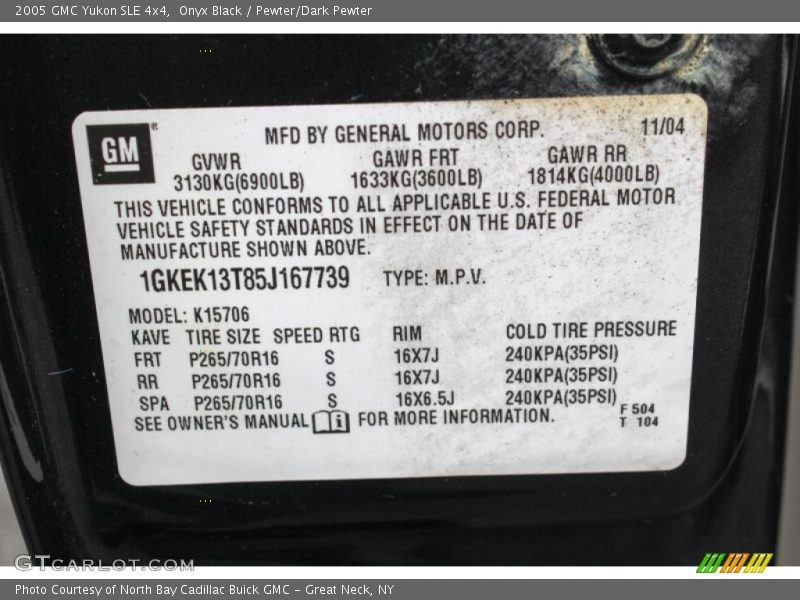 2005 GMC Yukon SLE 4x4,  Onyx Black / Pewter/Dark Pewter
GM®
MFD BY GENERAL MOTORS CORP. 11/04
GVWR GAWR FRT GAWR RR
3130KG(6900LB) 1633KG(3600LB) 1814KG(4000LB)
THIS VEHICLE CONFORMS TO ALL APPLICABLE U.S. FEDERAL MOTOR
VEHICLE SAFETY STANDARDS IN EFFECT ON THE DATE OF
MANUFACTURE SHOWN ABOVE.
1GKEK13T85J167739 TYPE: M.P.V.
MODEL: K15706
KAVE TIRE SIZE SPEED RTG RIM COLD TIRE PRESSURE
FRT P265/70R16 S 16X7J 240KPA(35PSI)
RR P265/70R16 S 16X7J 240KPA(35PSI)
SPA P265/70R16 S 16X6.5J 240KPA(35PSI)
SEE OWNER'S MANUAL i FOR MORE INFORMATION.
F 504
T 104
GTcarlot.com
Photo Courtesy of North Bay Cadillac Buick GMC - Great Neck, NY